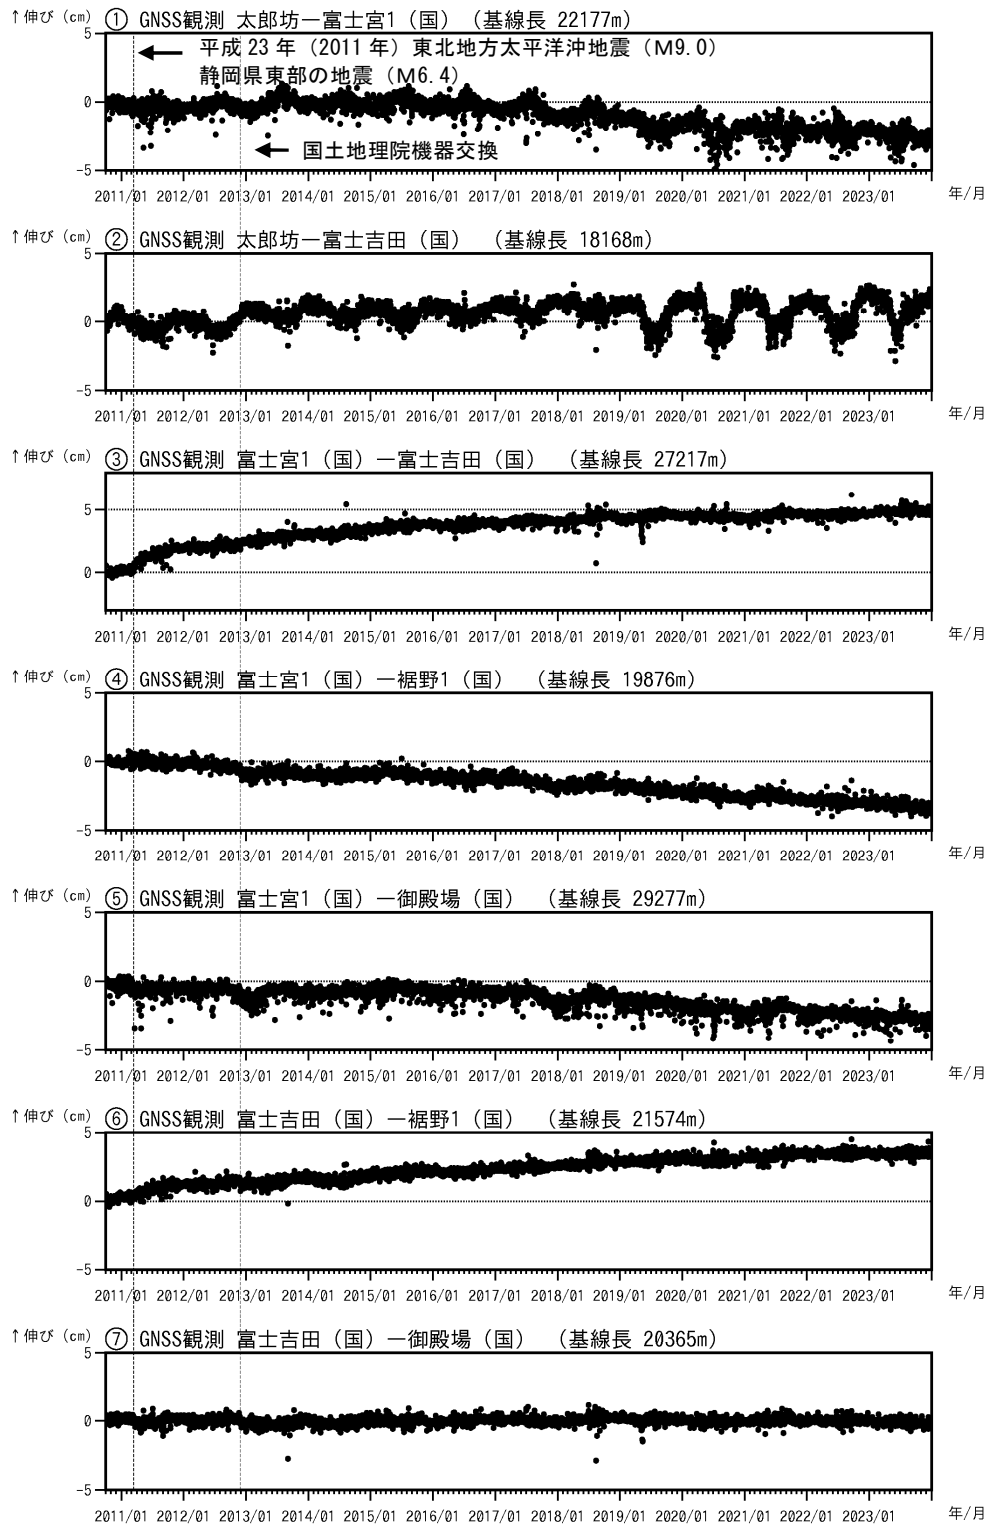 ↑伸び（cm） ① GNSS観測 太郎坊－富士宮1（国）（基線長 22177m）
5
平成 23 年（2011 年）東北地方太平洋沖地震（M9.0）
静岡県東部の地震（M6.4）
0
国土地理院機器交換
-5
2011/01 2012/01 2013/01 2014/01 2015/01 2016/01 2017/01 2018/01 2019/01 2020/01 2021/01 2022/01 2023/01 年/月
↑伸び（cm） ② GNSS観測 太郎坊－富士吉田（国） （基線長 18168m）
5
0
-5
2011/01 2012/01 2013/01 2014/01 2015/01 2016/01 2017/01 2018/01 2019/01 2020/01 2021/01 2022/01 2023/01 年/月
↑伸び（cm） ③ GNSS観測 富士宮1（国）－富士吉田（国） （基線長 27217m）
5
0
2011/01 2012/01 2013/01 2014/01 2015/01 2016/01 2017/01 2018/01 2019/01 2020/01 2021/01 2022/01 2023/01 年/月
↑伸び（cm） ④ GNSS観測 富士宮1（国）－裾野1（国） （基線長 19876m）
5
0
-5
2011/01 2012/01 2013/01 2014/01 2015/01 2016/01 2017/01 2018/01 2019/01 2020/01 2021/01 2022/01 2023/01 年/月
↑伸び（cm） ⑤ GNSS観測 富士宮1（国）－御殿場（国） （基線長 29277m）
5
0
-5
2011/01 2012/01 2013/01 2014/01 2015/01 2016/01 2017/01 2018/01 2019/01 2020/01 2021/01 2022/01 2023/01 年/月
↑伸び（cm） ⑥ GNSS観測 富士吉田（国）－裾野1（国） （基線長 21574m）
5
0
-5
2011/01 2012/01 2013/01 2014/01 2015/01 2016/01 2017/01 2018/01 2019/01 2020/01 2021/01 2022/01 2023/01 年/月
↑伸び（cm） ⑦ GNSS観測 富士吉田（国）－御殿場（国） （基線長 20365m）
5
0
-5
2011/01 2012/01 2013/01 2014/01 2015/01 2016/01 2017/01 2018/01 2019/01 2020/01 2021/01 2022/01 2023/01 年/月